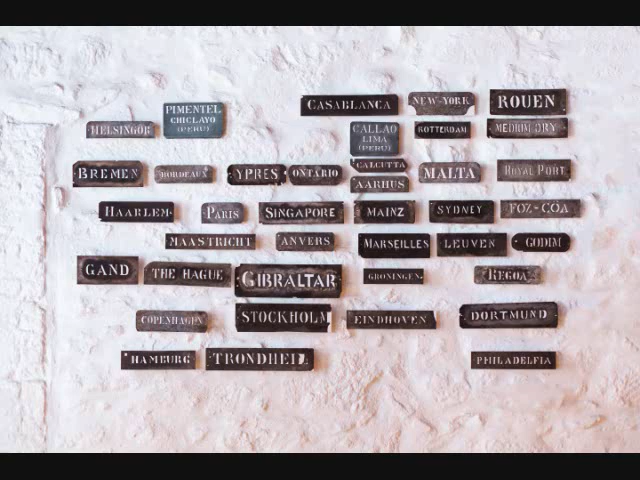 CASABLANCA
NEW-YORK
ROUEN
PIMENTEL
CHICLAYO
(PERU)
HELSINGOR
CALLAO
LIMA
(PERU)
ROTTERDAM
MEDIUM DRY
BREMEN
BORDEAUX
YPRES
ONTARIO
CALCUTTA
AARHUS
MALTA
ROYAL PORT
HAARLEM
PARIS
SINGAPORE
MAINZ
SYDNEY
FOZ-COA
MAASTRICHT
ANVERS
MARSEILLES
LEUVEN
GODIM
GAND
THE HAGUE
GIBRALTAR
GRONINGEN
REGOA
COPENHAGEN
STOCKHOLM
EINDHOVEN
DORTMUND
HAMBURG
TRONDHEIL
PHILADELFIA